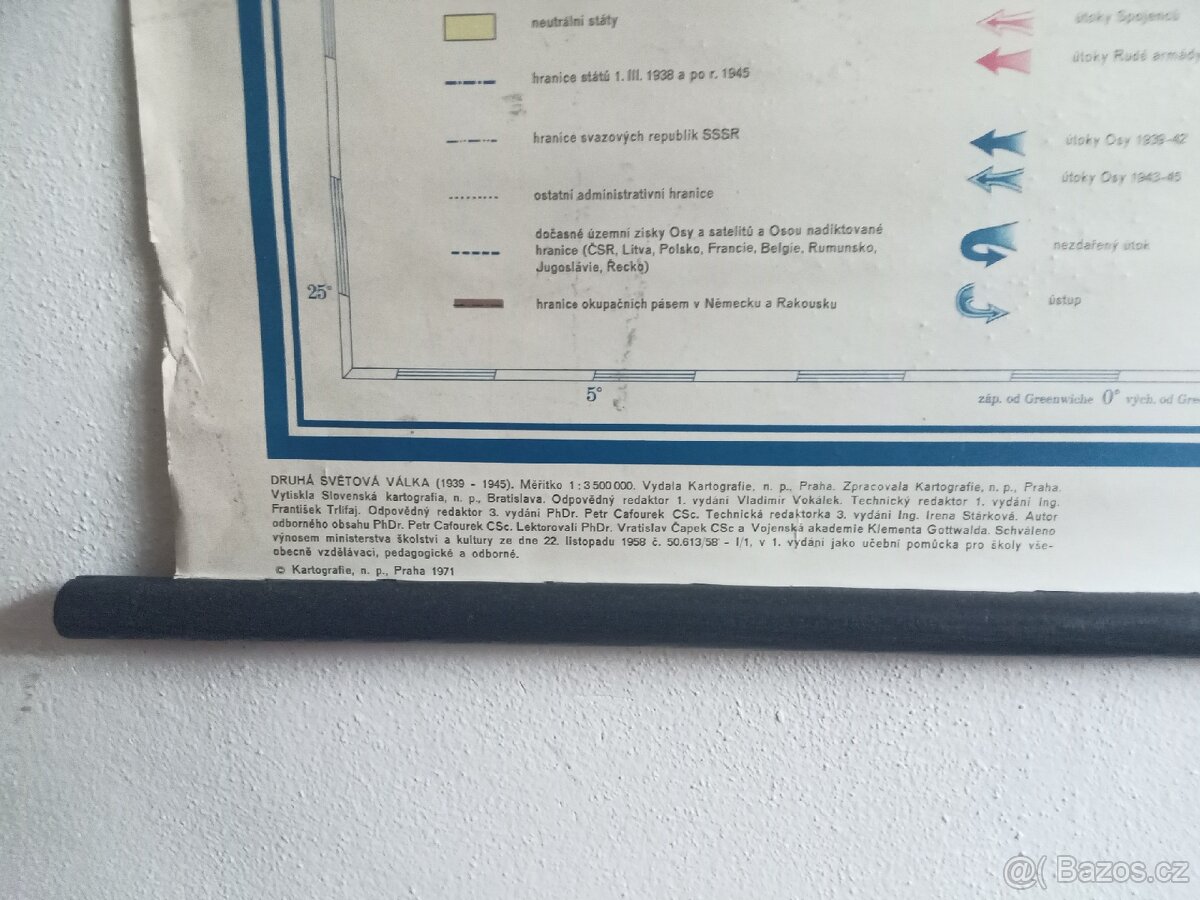 neutrální státy
hranice států 1. III. 1938 a po r. 1945
hranice svazových republik SSSR
ostatní administrativní hranice
dočasné územní zisky Osy a satelitů a Osou nadiktované
hranice (ČSR, Litva, Polsko, Francie, Belgie, Rumunsko,
Jugoslávie, Řecko)
hranice okupačních pásem v Německu a Rakousku
útoky Spojenců
útoky Rudé armády
útoky Osy 1939-42
útoky Osy 1943-45
nezdařený útok
ústup
25°
5°
záp. od Greenwiche 0° vých. od Gre
DRUHÁ SVĚTOVÁ VÁLKA (1939 - 1945). Měřítko 1 : 3 500 000. Vydala Kartografie, n. p., Praha. Zpracovala Kartografie, n. p., Praha.
Vytiskla Slovenská kartografia, n. p., Bratislava. Odpovědný redaktor 1. vydání Vladimír Vokálek. Technický redaktor 1. vydání Ing.
František Trlifaj. Odpovědný redaktor 3. vydání PhDr. Petr Cafourek CSc. Technická redaktorka 3. vydání Ing. Irena Stárková. Autor
odborného obsahu PhDr. Petr Cafourek CSc. Lektorovali PhDr. Vratislav Čapek CSc a Vojenská akademie Klementa Gottwalda. Schváleno
výnosem ministerstva školství a kultury ze dne 22. listopadu 1958 č. 50.613/58 - I/1, v 1. vydání jako učební pomůcka pro školy vše-
obecně vzdělávací, pedagogické a odborné.
© Kartografie, n. p., Praha 1971
@( Bazos.cz